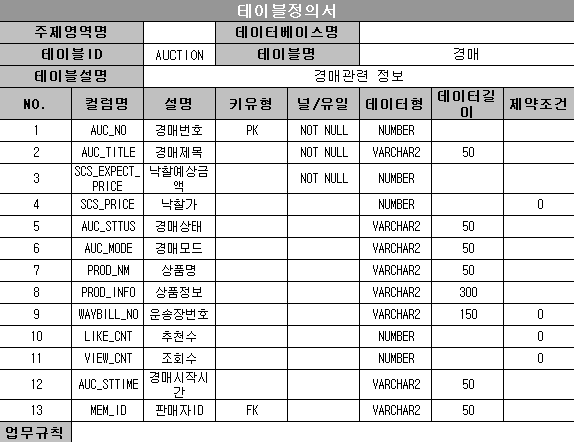 테이블정의서
주제영역명 데이터베이스명
테이블ID AUCTION 테이블명 경매
테이블설명 경매관련 정보
NO. 컬럼명 설명 키유형 널/유일 데이터형 데이터길이 제약조건
1 AUC_NO 경매번호 PK NOT NULL NUMBER
2 AUC_TITLE 경매제목 NOT NULL VARCHAR2 50
3 SCS_EXPECT_PRICE 낙찰예상금액 NOT NULL NUMBER
4 SCS_PRICE 낙찰가 NUMBER 0
5 AUC_STTUS 경매상태 VARCHAR2 50
6 AUC_MODE 경매모드 VARCHAR2 50
7 PROD_NM 상품명 VARCHAR2 50
8 PROD_INFO 상품정보 VARCHAR2 300
9 WAYBILL_NO 운송장번호 VARCHAR2 150 0
10 LIKE_CNT 추천수 NUMBER 0
11 VIEW_CNT 조회수 NUMBER 0
12 AUC_STTIME 경매시작시간 VARCHAR2 50
13 MEM_ID 판매자ID FK VARCHAR2 50
업무규칙